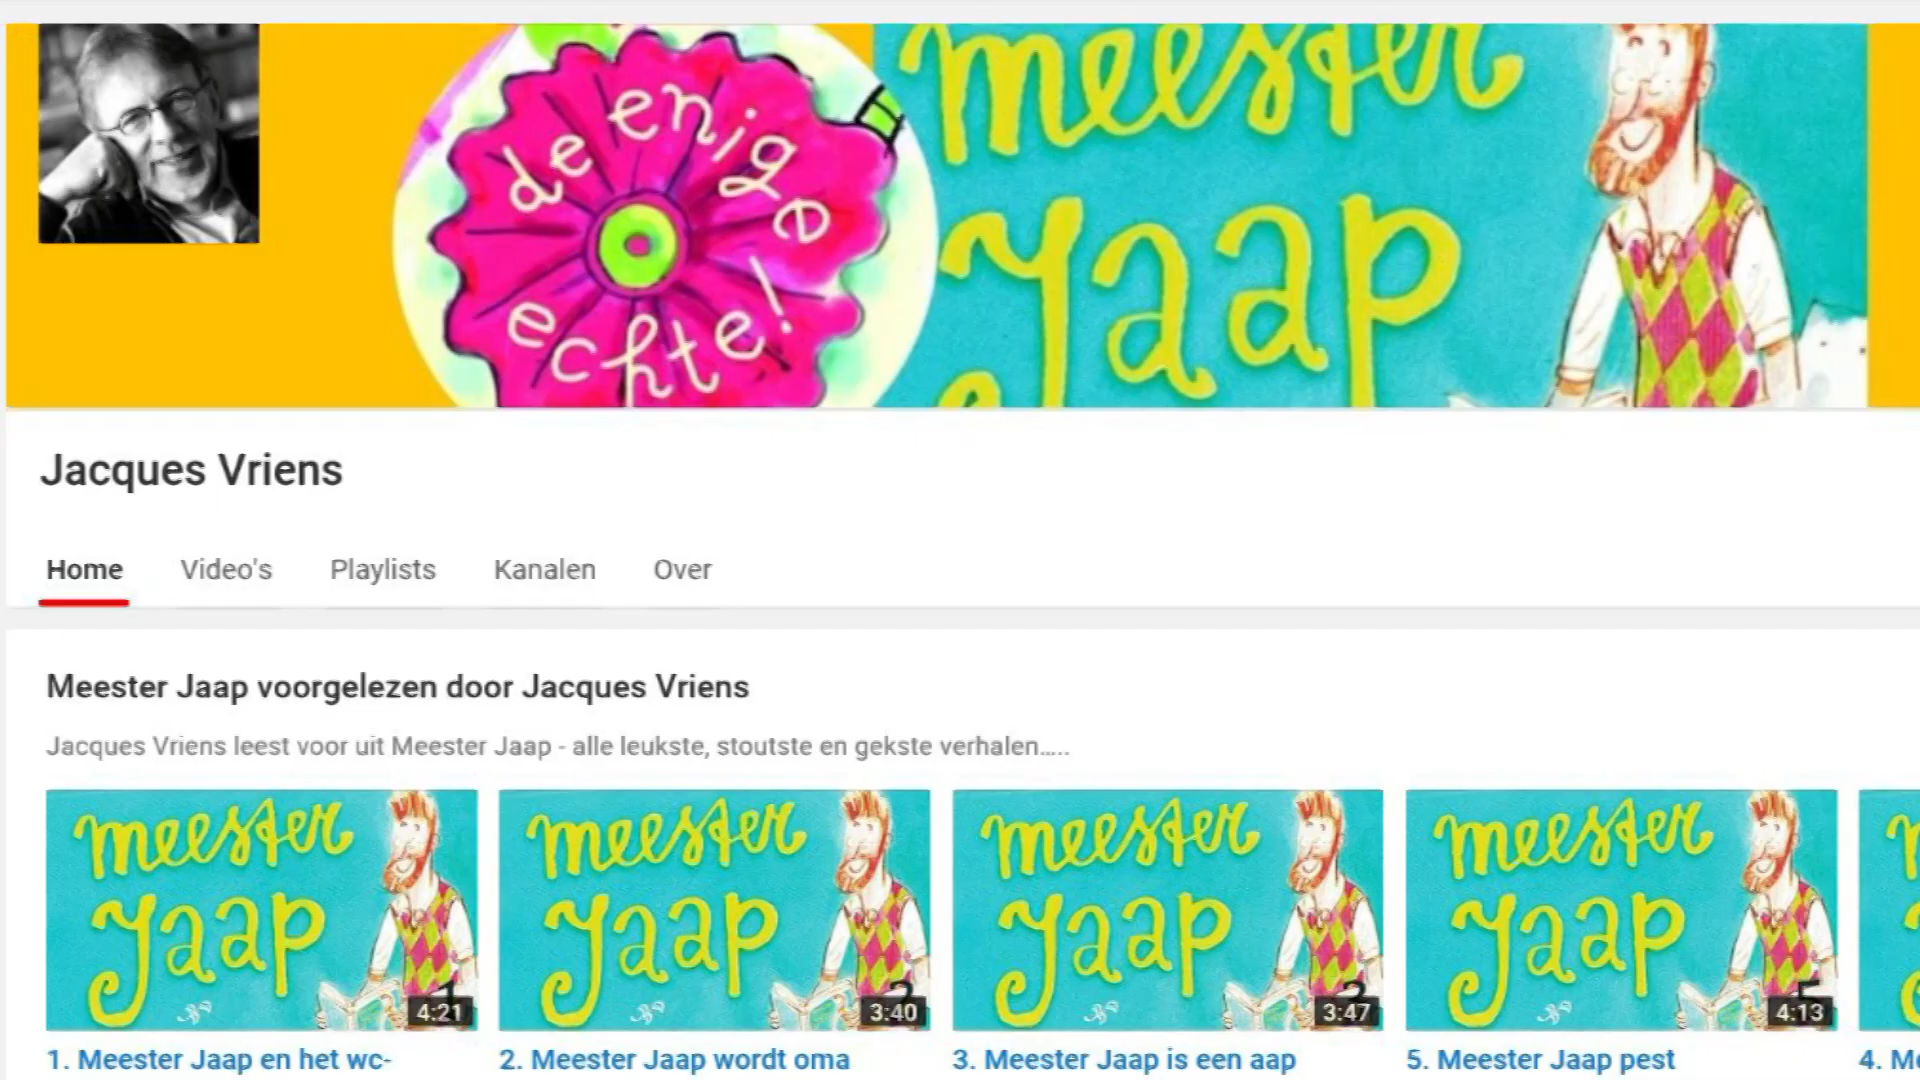 de enige
echte!
meester
Jaap
Jacques Vriens
Home Video's Playlists Kanalen Over
Meester Jaap voorgelezen door Jacques Vriens
Jacques Vriens leest voor uit Meester Jaap - alle leukste, stoutste en gekste verhalen.....
meester meester meester meester
Jaap Jaap Jaap Jaap
4:21 3:40 3:47 4:13
1. Meester Jaap en het wc- 2. Meester Jaap wordt oma 3. Meester Jaap is een aap 5. Meester Jaap pest 4.